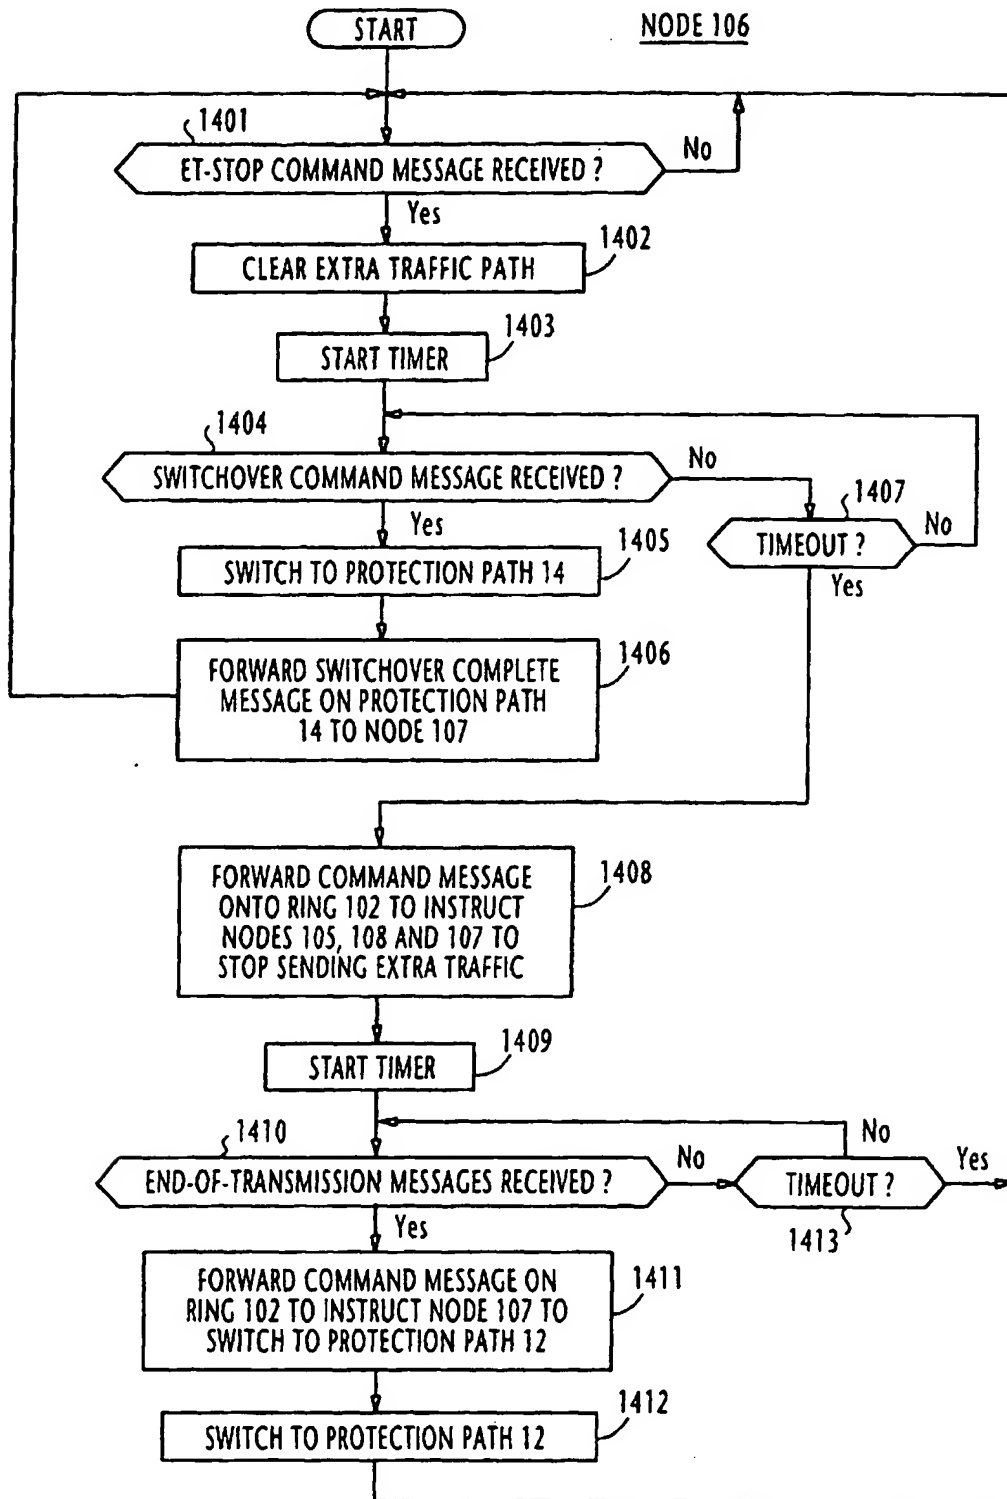 START
NODE 106
1401
ET-STOP COMMAND MESSAGE RECEIVED ?
No
Yes
1402
CLEAR EXTRA TRAFFIC PATH
1403
START TIMER
1404
SWITCHOVER COMMAND MESSAGE RECEIVED ?
No
1407
TIMEOUT ?
No
Yes
Yes
1405
SWITCH TO PROTECTION PATH 14
1406
FORWARD SWITCHOVER COMPLETE
MESSAGE ON PROTECTION PATH
14 TO NODE 107
1408
FORWARD COMMAND MESSAGE
ONTO RING 102 TO INSTRUCT
NODES 105, 108 AND 107 TO
STOP SENDING EXTRA TRAFFIC
1409
START TIMER
1410
END-OF-TRANSMISSION MESSAGES RECEIVED ?
No
No
TIMEOUT ?
Yes
1413
Yes
1411
FORWARD COMMAND MESSAGE ON
RING 102 TO INSTRUCT NODE 107 TO
SWITCH TO PROTECTION PATH 12
1412
SWITCH TO PROTECTION PATH 12